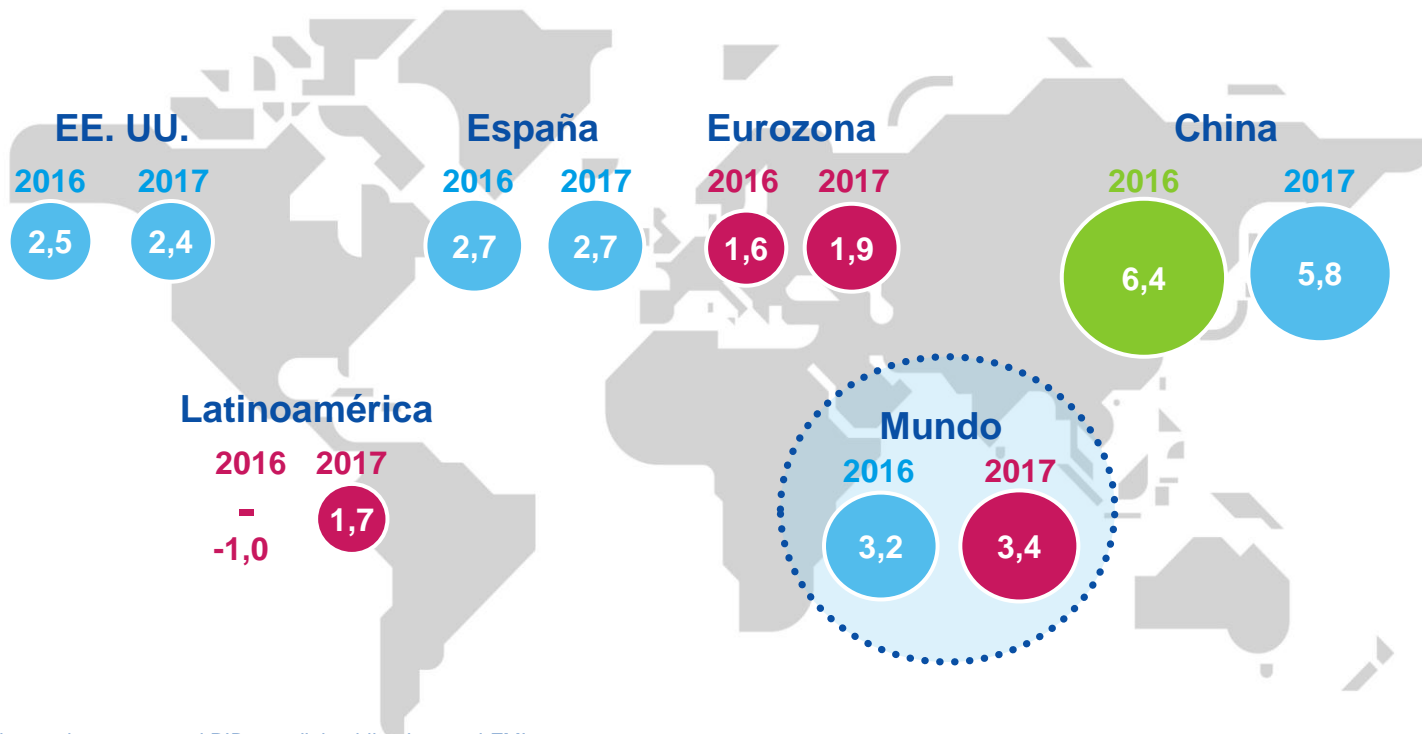 EE. UU.
2016 2017
2,5 2,4
España
2016 2017
2,7 2,7
Eurozona
2016 2017
1,6 1,9
China
2016 2017
6,4 5,8
Latinoamérica
2016 2017
-
-1,0 1,7
Mundo
2016 2017
3,2 3,4